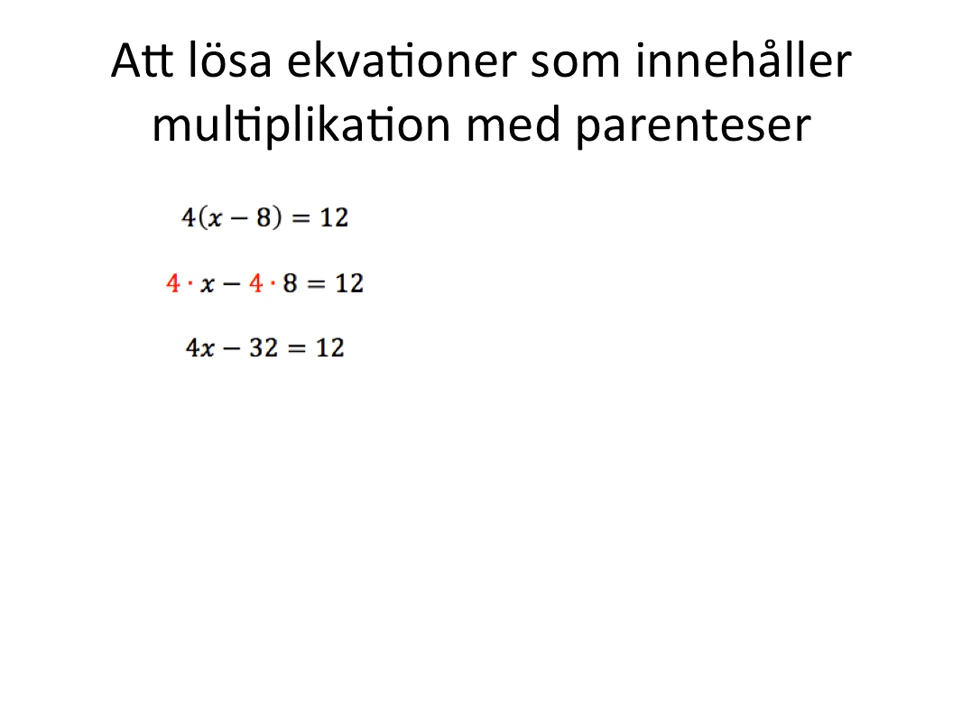 Att lösa ekvationer som innehåller
multiplikation med parenteser
4(x − 8) = 12
4 · x − 4 · 8 = 12
4x − 32 = 12